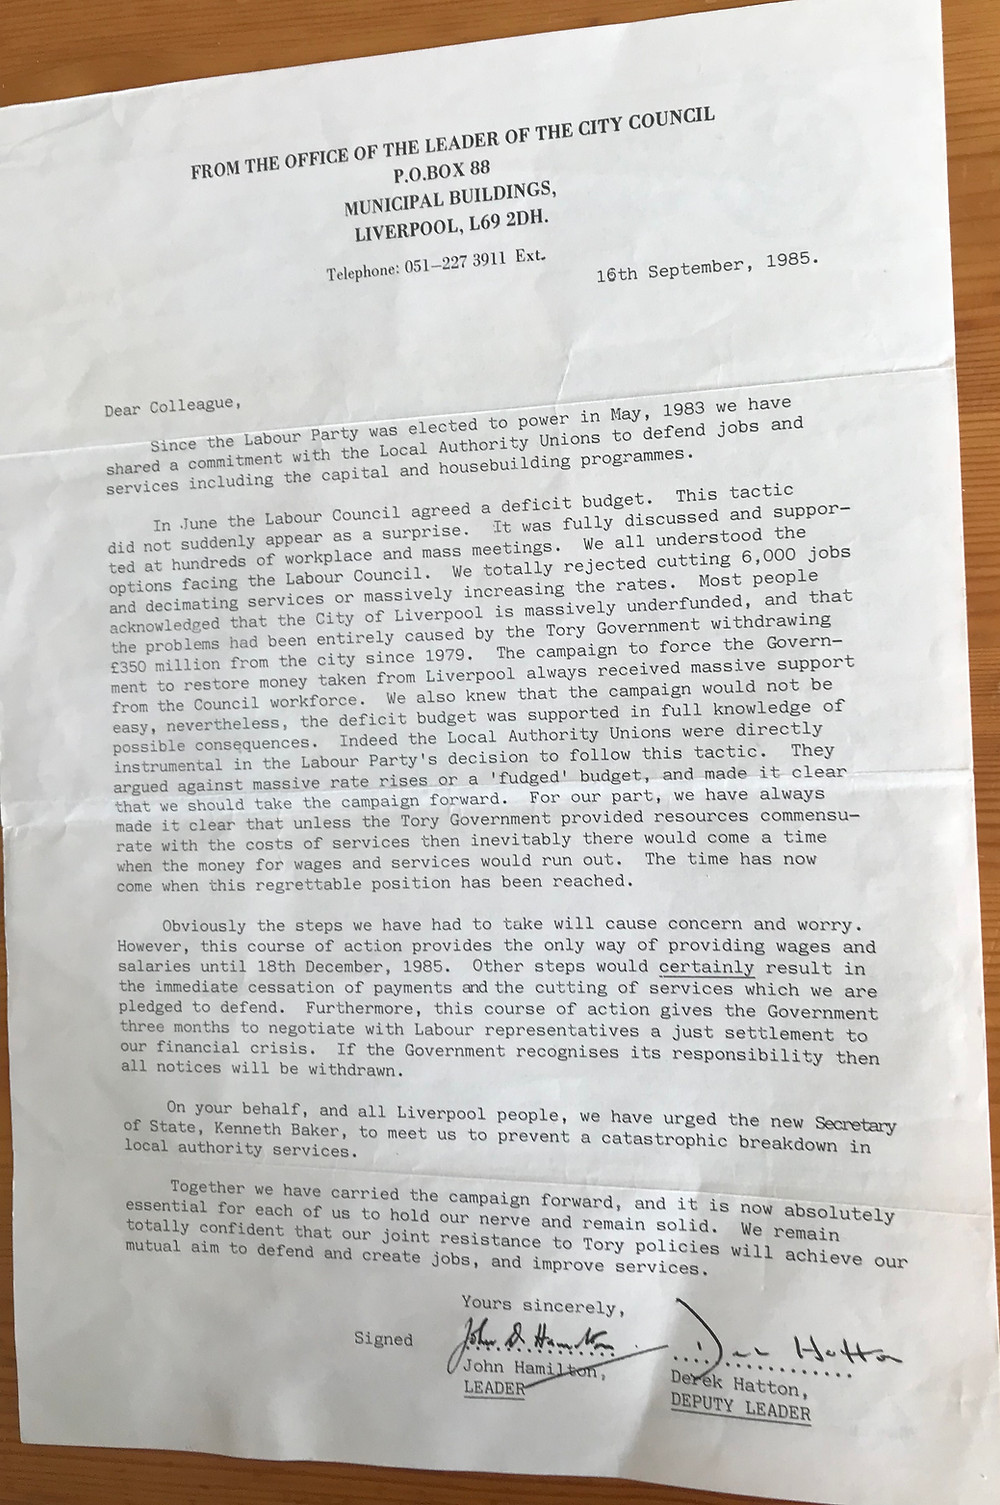 FROM THE OFFICE OF THE LEADER OF THE CITY COUNCIL
P.O.BOX 88
MUNICIPAL BUILDINGS,
LIVERPOOL, L69 2DH.
Telephone: 051–227 3911 Ext.
16th September, 1985.
Dear Colleague,
Since the Labour Party was elected to power in May, 1983 we have
shared a commitment with the Local Authority Unions to defend jobs and
services including the capital and housebuilding programmes.
In June the Labour Council agreed a deficit budget. This tactic
did not suddenly appear as a surprise. It was fully discussed and suppor-
ted at hundreds of workplace and mass meetings. We all understood the
options facing the Labour Council. We totally rejected cutting 6,000 jobs
and decimating services or massively increasing the rates. Most people
acknowledged that the City of Liverpool is massively underfunded, and that
the problems had been entirely caused by the Tory Government withdrawing
£350 million from the city since 1979. The campaign to force the Govern-
ment to restore money taken from Liverpool always received massive support
from the Council workforce. We also knew that the campaign would not be
easy, nevertheless, the deficit budget was supported in full knowledge of
possible consequences. Indeed the Local Authority Unions were directly
instrumental in the Labour Party's decision to follow this tactic. They
argued against massive rate rises or a 'fudged' budget, and made it clear
that we should take the campaign forward. For our part, we have always
made it clear that unless the Tory Government provided resources commensu-
rate with the costs of services then inevitably there would come a time
when the money for wages and services would run out. The time has now
come when this regrettable position has been reached.
Obviously the steps we have had to take will cause concern and worry.
However, this course of action provides the only way of providing wages and
salaries until 18th December, 1985. Other steps would certainly result in
the immediate cessation of payments and the cutting of services which we are
pledged to defend. Furthermore, this course of action gives the Government
three months to negotiate with Labour representatives a just settlement to
our financial crisis. If the Government recognises its responsibility then
all notices will be withdrawn.
On your behalf, and all Liverpool people, we have urged the new Secretary
of State, Kenneth Baker, to meet us to prevent a catastrophic breakdown in
local authority services.
Together we have carried the campaign forward, and it is now absolutely
essential for each of us to hold our nerve and remain solid. We remain
totally confident that our joint resistance to Tory policies will achieve our
mutual aim to defend and create jobs, and improve services.
Yours sincerely,
Signed John D. Hamilton Derek Hatton
John Hamilton, Derek Hatton,
LEADER DEPUTY LEADER